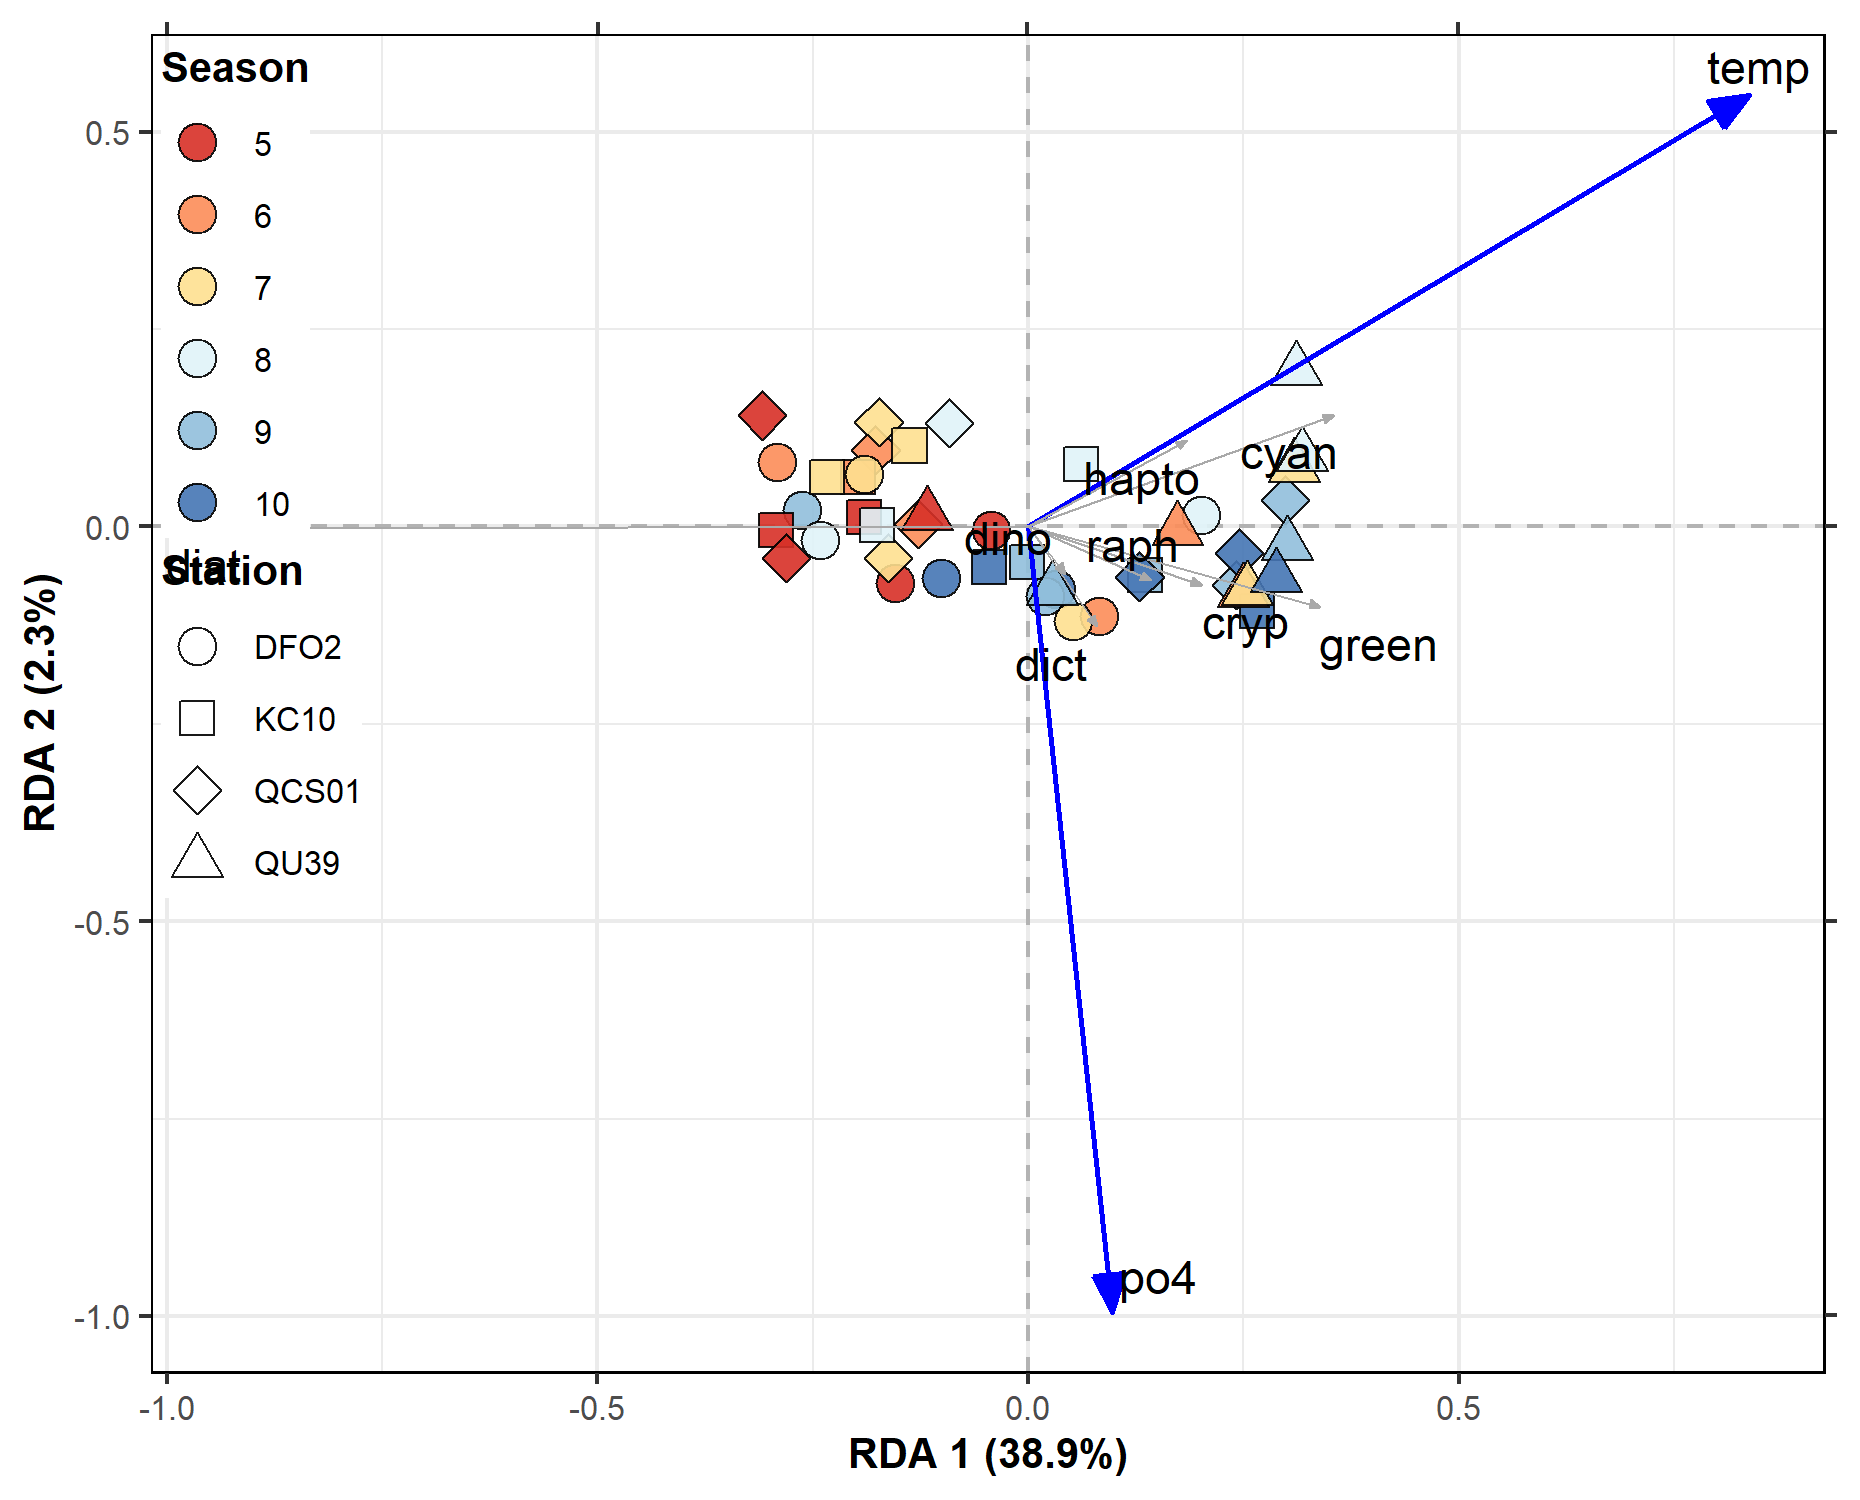 Season
5
6
7
8
9
10
Station
diat
DFO2
KC10
QCS01
QU39
temp
cyan
hapto
dino
raph
cryp
green
dict
po4
0.5
0.0
-0.5
-1.0
-1.0
-0.5
0.0
0.5
RDA 1 (38.9%)
RDA 2 (2.3%)